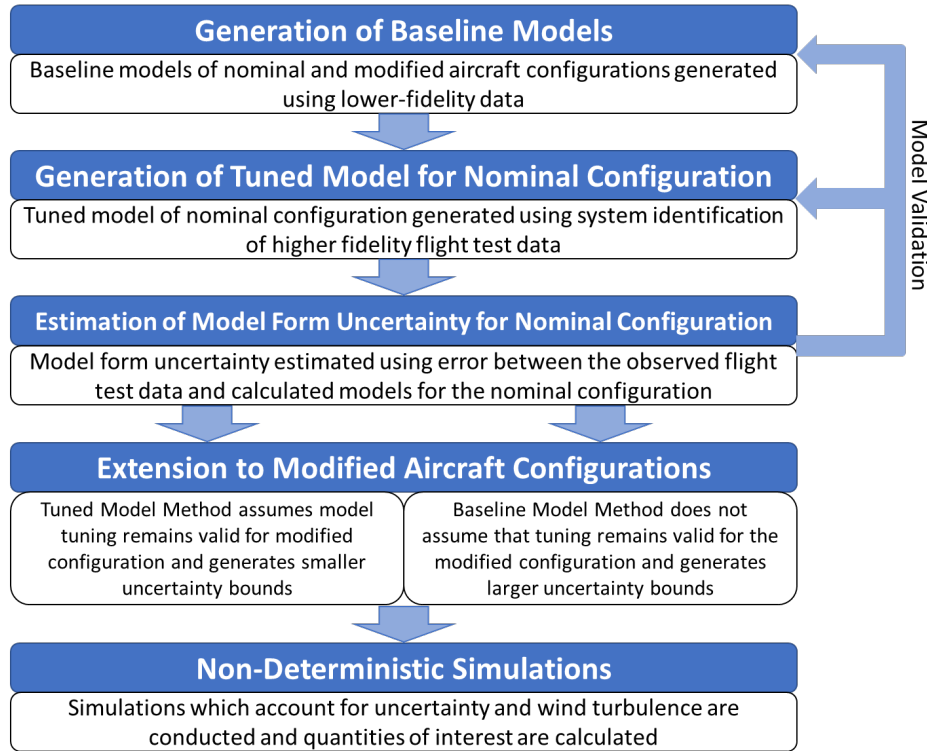 Generation of Baseline Models
Baseline models of nominal and modified aircraft configurations generated
using lower-fidelity data
Generation of Tuned Model for Nominal Configuration
Tuned model of nominal configuration generated using system identification
of higher fidelity flight test data
Estimation of Model Form Uncertainty for Nominal Configuration
Model form uncertainty estimated using error between the observed flight
test data and calculated models for the nominal configuration
Model Validation
Extension to Modified Aircraft Configurations
Tuned Model Method assumes model
tuning remains valid for modified
configuration and generates smaller
uncertainty bounds
Baseline Model Method does not
assume that tuning remains valid for the
modified configuration and generates
larger uncertainty bounds
Non-Deterministic Simulations
Simulations which account for uncertainty and wind turbulence are
conducted and quantities of interest are calculated